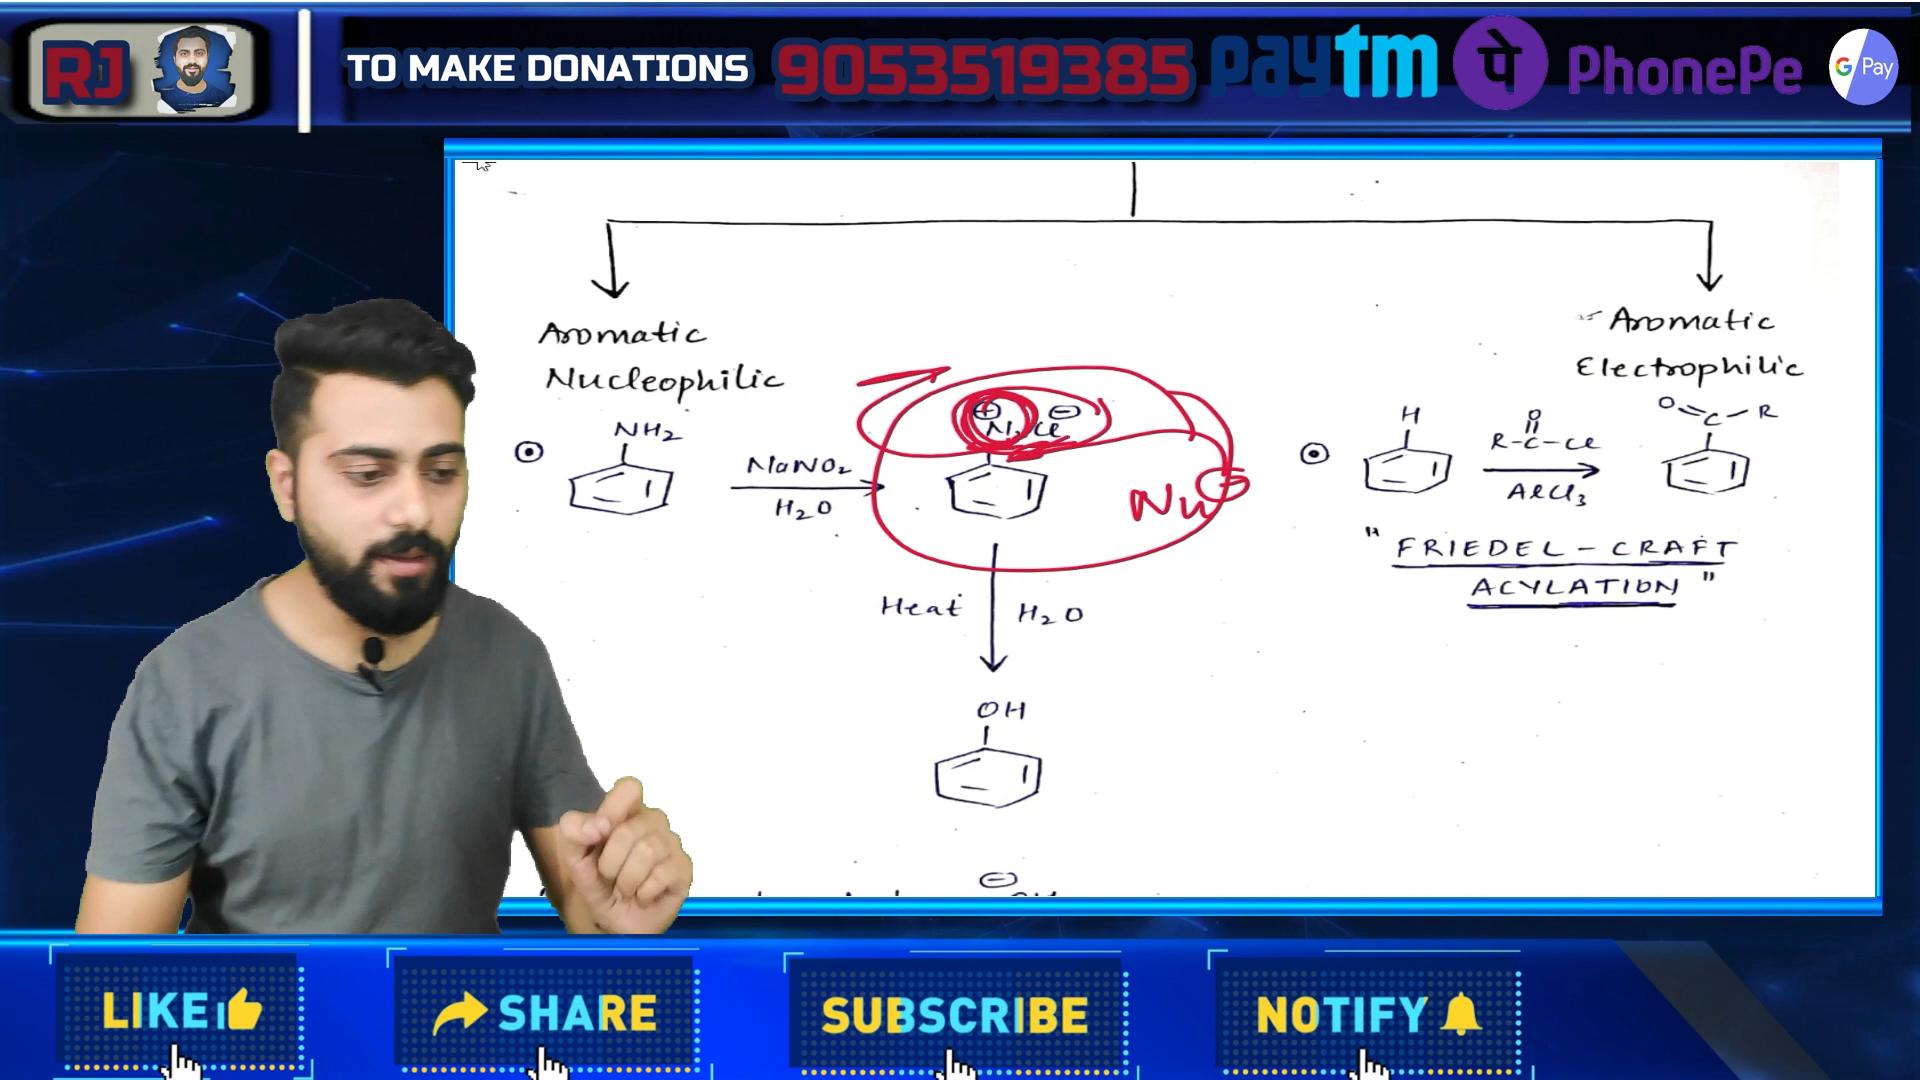 RJ
TO MAKE DONATIONS 9053519385 paytm पे PhonePe G Pay
Aromatic
Nucleophilic
NH2
NaNO2
H2O
⊕ ⊖
N2Cl
Nu⊖
Heat H2O
OH
⊖
Aromatic
Electrophilic
H
O
R-C-Cl
AlCl3
O=C-R
"FRIEDEL-CRAFT
ACYLATION"
LIKE SHARE SUBSCRIBE NOTIFY